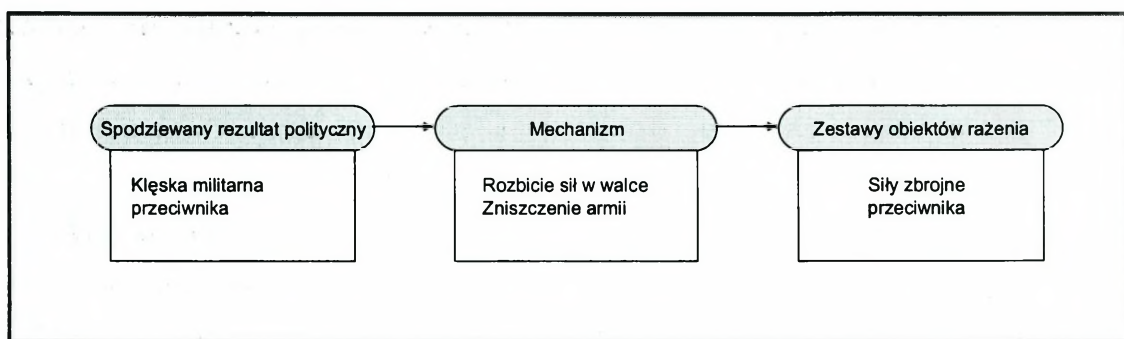 Spodziewany rezultat polityczny
Klęska militarna
przeciwnika
Mechanizm
Rozbicie sił w walce
Zniszczenie armii
Zestawy obiektów rażenia
Siły zbrojne
przeciwnika